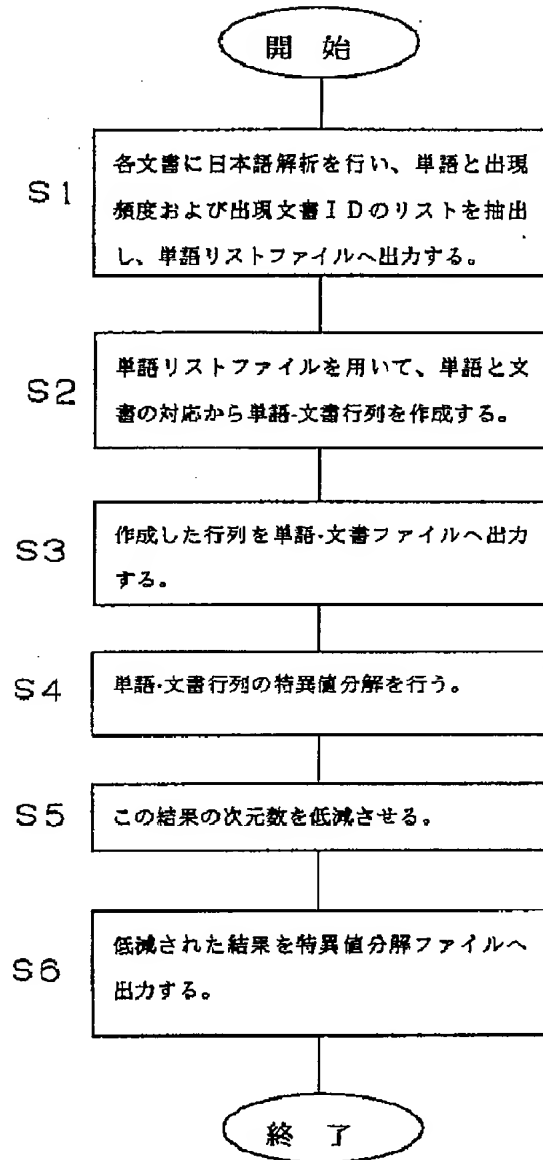 開 始
S1
各文書に日本語解析を行い、単語と出現
頻度および出現文書IDのリストを抽出
し、単語リストファイルへ出力する。
S2
単語リストファイルを用いて、単語と文
書の対応から単語-文書行列を作成する。
S3
作成した行列を単語-文書ファイルへ出力
する。
S4
単語-文書行列の特異値分解を行う。
S5
この結果の次元数を低減させる。
S6
低減された結果を特異値分解ファイルへ
出力する。
終 了